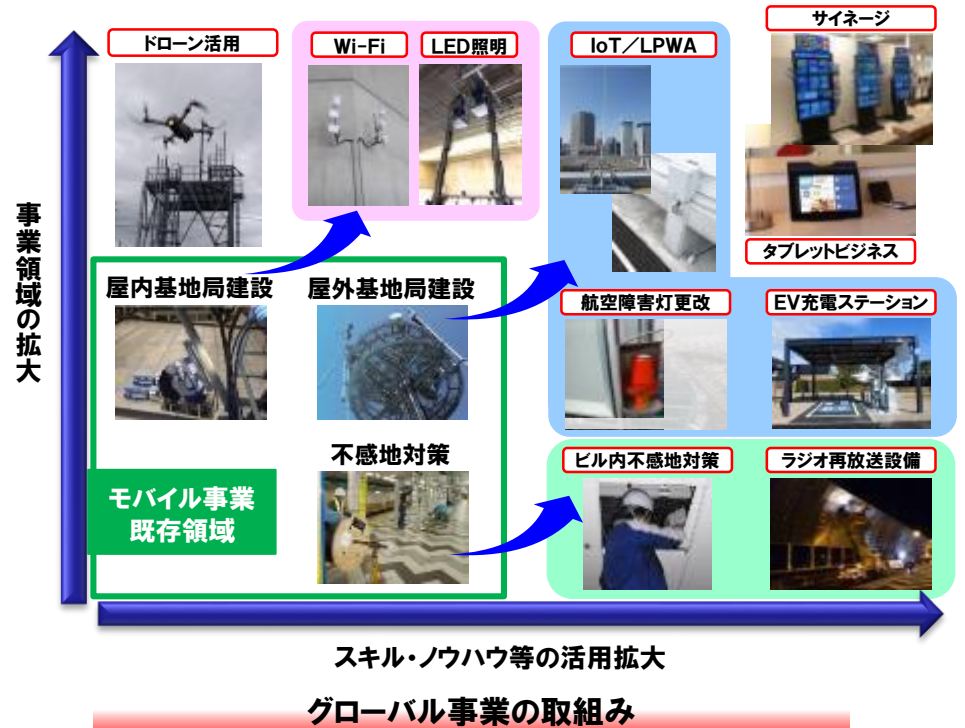 サイネージ
ドローン活用
Wi-Fi
LED照明
IoT／LPWA
タブレットビジネス
事業領域の拡大
屋内基地局建設
屋外基地局建設
航空障害灯更改
EV充電ステーション
不感地対策
ビル内不感地対策
ラジオ再放送設備
モバイル事業
既存領域
スキル・ノウハウ等の活用拡大
グローバル事業の取組み